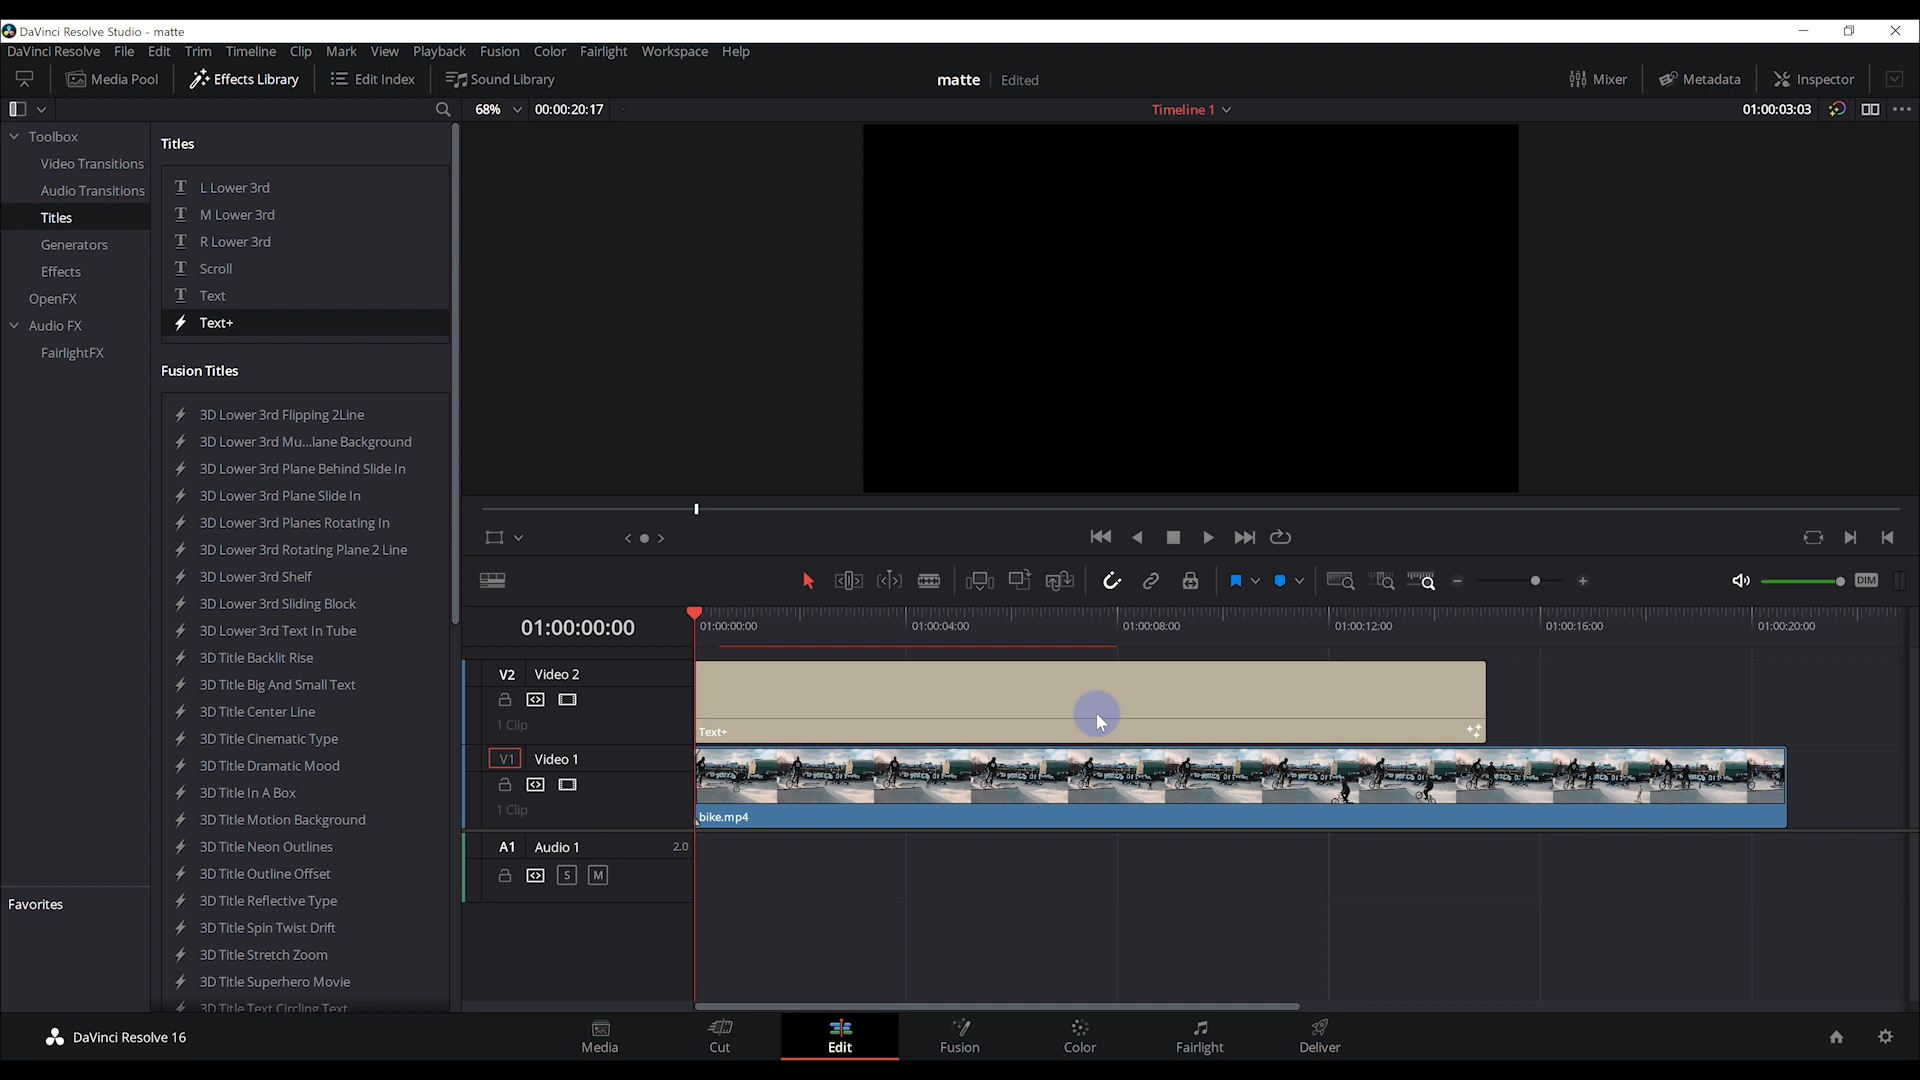 DaVinci Resolve Studio - matte
DaVinci Resolve File Edit Trim Timeline Clip Mark View Playback Fusion Color Fairlight Workspace Help
Media Pool Effects Library Edit Index Sound Library matte Edited Mixer Metadata Inspector
68% 00:00:20:17 Timeline 1 01:00:03:03
Toolbox
Video Transitions
Audio Transitions
Titles
Generators
Effects
OpenFX
Audio FX
FairlightFX
Favorites
Titles
L Lower 3rd
M Lower 3rd
R Lower 3rd
Scroll
Text
Text+
Fusion Titles
3D Lower 3rd Flipping 2Line
3D Lower 3rd Mu...lane Background
3D Lower 3rd Plane Behind Slide In
3D Lower 3rd Plane Slide In
3D Lower 3rd Planes Rotating In
3D Lower 3rd Rotating Plane 2 Line
3D Lower 3rd Shelf
3D Lower 3rd Sliding Block
3D Lower 3rd Text In Tube
3D Title Backlit Rise
3D Title Big And Small Text
3D Title Center Line
3D Title Cinematic Type
3D Title Dramatic Mood
3D Title In A Box
3D Title Motion Background
3D Title Neon Outlines
3D Title Outline Offset
3D Title Reflective Type
3D Title Spin Twist Drift
3D Title Stretch Zoom
3D Title Superhero Movie
3D Title Text Circling Text
DIM
01:00:00:00 01:00:00:00 01:00:04:00 01:00:08:00 01:00:12:00 01:00:16:00 01:00:20:00
V2 Video 2
1 Clip
Text+
V1 Video 1
1 Clip
bike.mp4
A1 Audio 1 2.0
S M
DaVinci Resolve 16
Media Cut Edit Fusion Color Fairlight Deliver